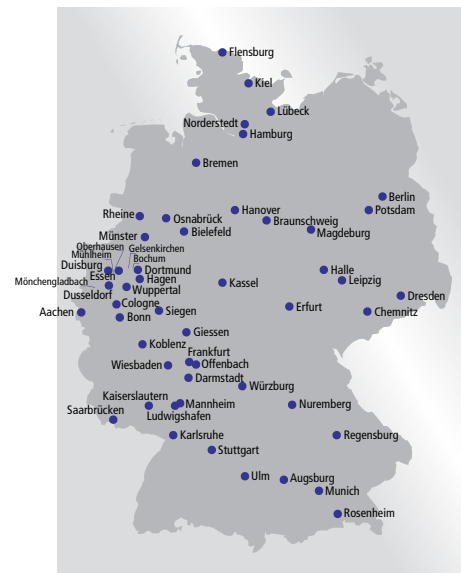 Flensburg
Kiel
Lübeck
Norderstedt
Hamburg
Bremen
Berlin
Rheine
Osnabrück
Hanover
Potsdam
Braunschweig
Münster
Bielefeld
Magdeburg
Oberhausen
Gelsenkirchen
Mühlheim
Bochum
Duisburg
Dortmund
Halle
Essen
Hagen
Kassel
Leipzig
Mönchengladbach
Wuppertal
Dusseldorf
Dresden
Cologne
Erfurt
Aachen
Siegen
Chemnitz
Bonn
Giessen
Koblenz
Frankfurt
Wiesbaden
Offenbach
Darmstadt
Würzburg
Kaiserslautern
Mannheim
Nuremberg
Saarbrücken
Ludwigshafen
Karlsruhe
Regensburg
Stuttgart
Ulm
Augsburg
Munich
Rosenheim